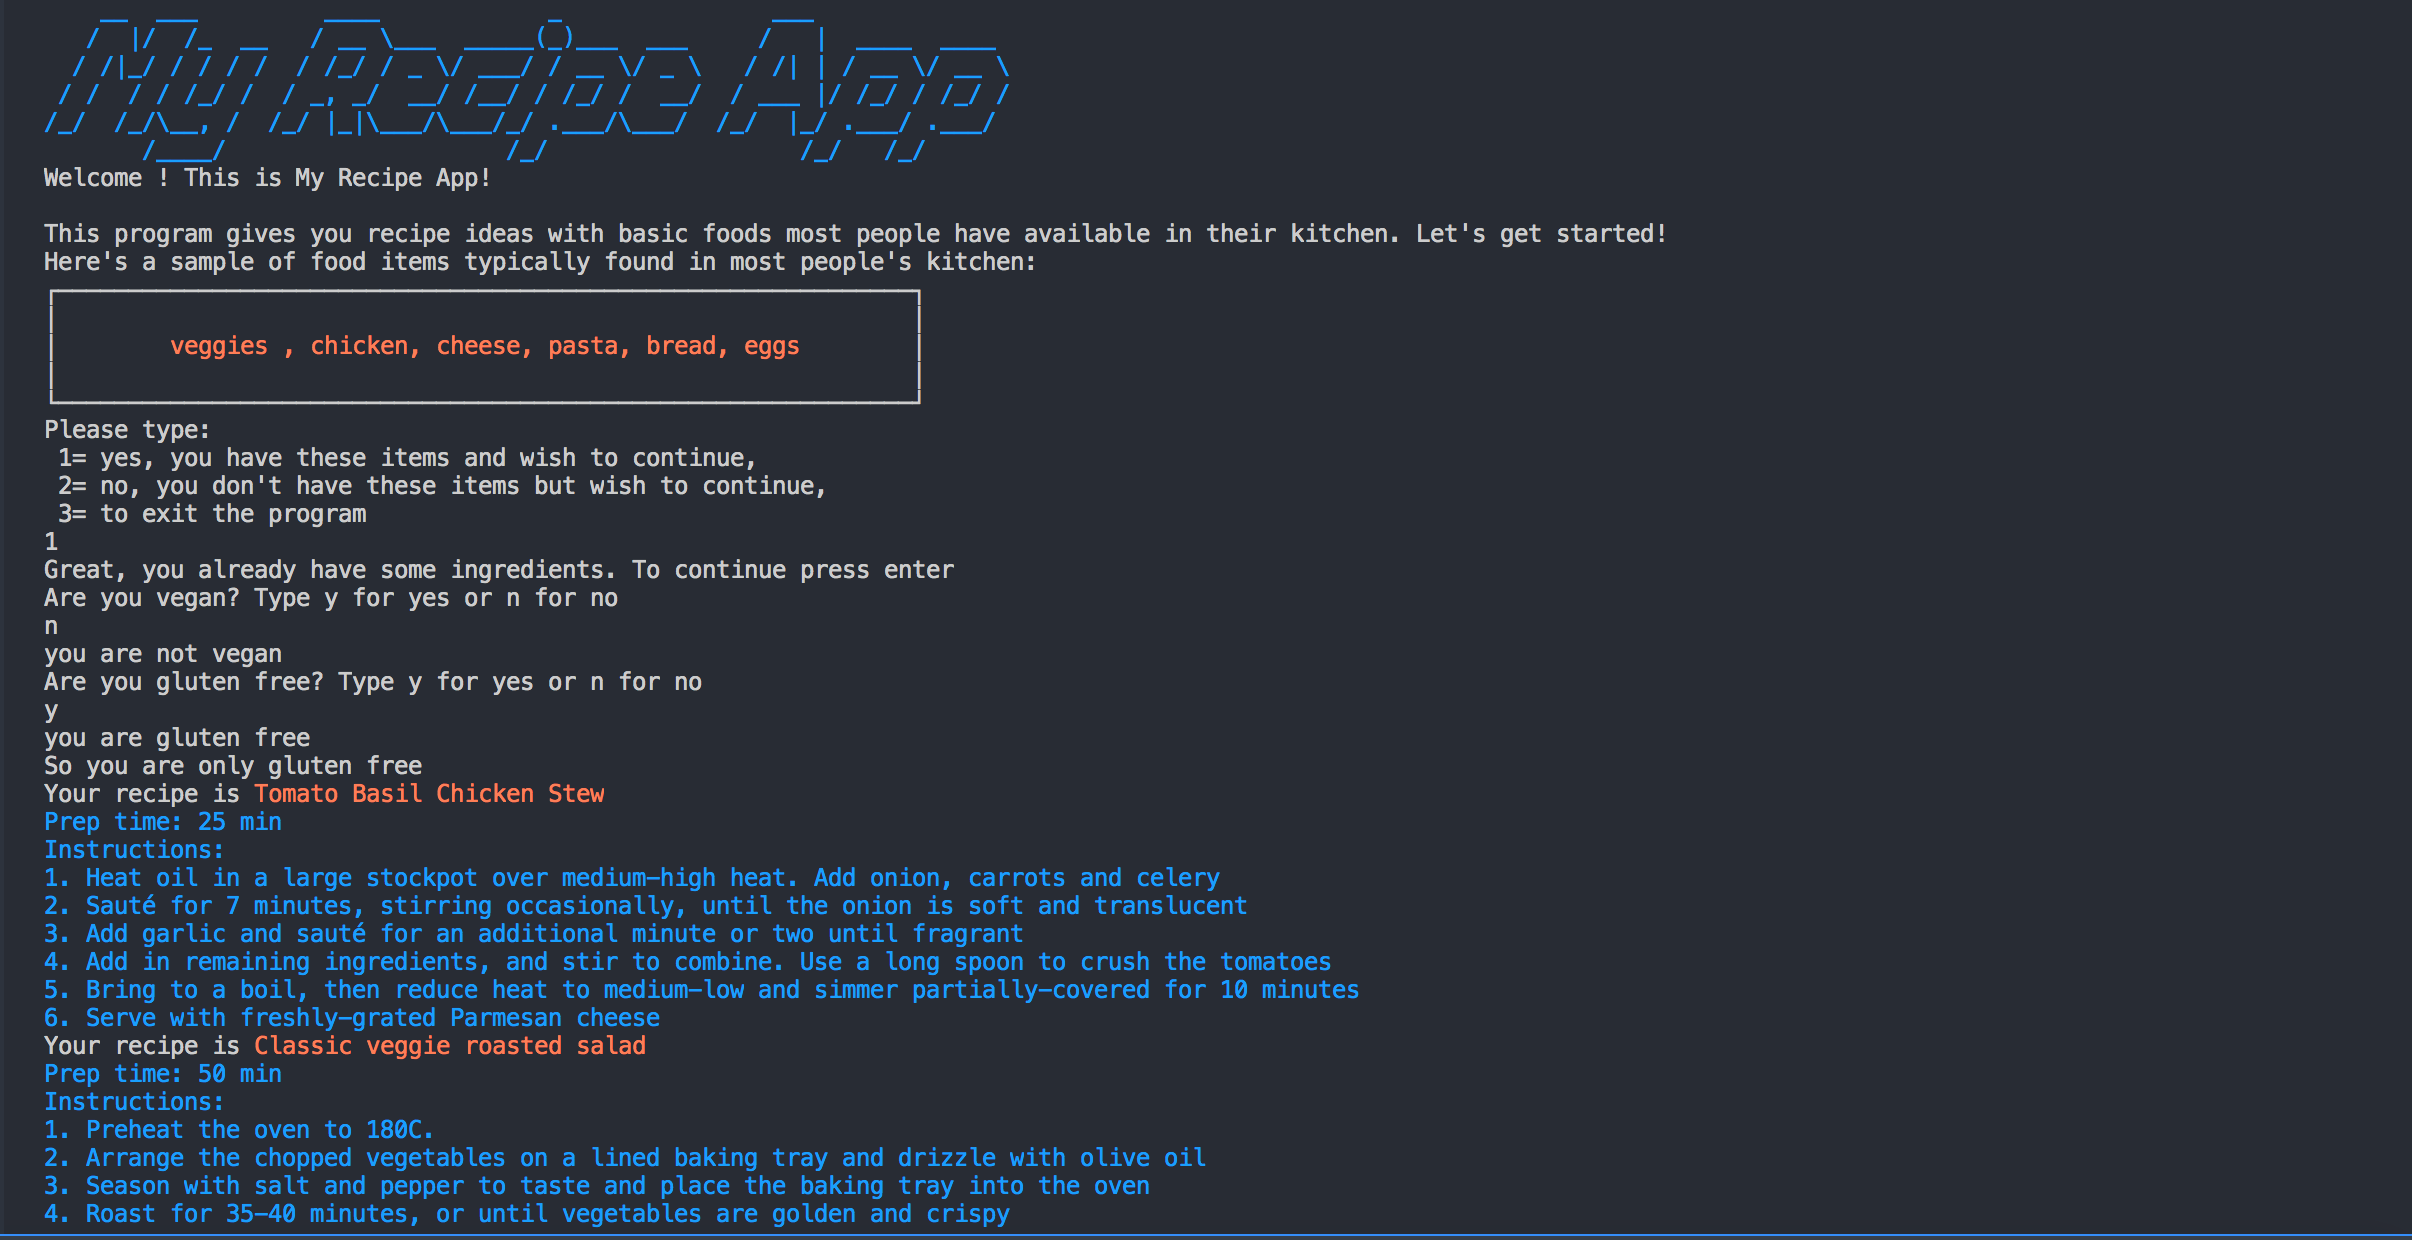 My Recipe App
Welcome ! This is My Recipe App!
This program gives you recipe ideas with basic foods most people have available in their kitchen. Let's get started!
Here's a sample of food items typically found in most people's kitchen:
veggies , chicken, cheese, pasta, bread, eggs
Please type:
1= yes, you have these items and wish to continue,
2= no, you don't have these items but wish to continue,
3= to exit the program
1
Great, you already have some ingredients. To continue press enter
Are you vegan? Type y for yes or n for no
n
you are not vegan
Are you gluten free? Type y for yes or n for no
y
you are gluten free
So you are only gluten free
Your recipe is Tomato Basil Chicken Stew
Prep time: 25 min
Instructions:
1. Heat oil in a large stockpot over medium-high heat. Add onion, carrots and celery
2. Sauté for 7 minutes, stirring occasionally, until the onion is soft and translucent
3. Add garlic and sauté for an additional minute or two until fragrant
4. Add in remaining ingredients, and stir to combine. Use a long spoon to crush the tomatoes
5. Bring to a boil, then reduce heat to medium-low and simmer partially-covered for 10 minutes
6. Serve with freshly-grated Parmesan cheese
Your recipe is Classic veggie roasted salad
Prep time: 50 min
Instructions:
1. Preheat the oven to 180C.
2. Arrange the chopped vegetables on a lined baking tray and drizzle with olive oil
3. Season with salt and pepper to taste and place the baking tray into the oven
4. Roast for 35-40 minutes, or until vegetables are golden and crispy